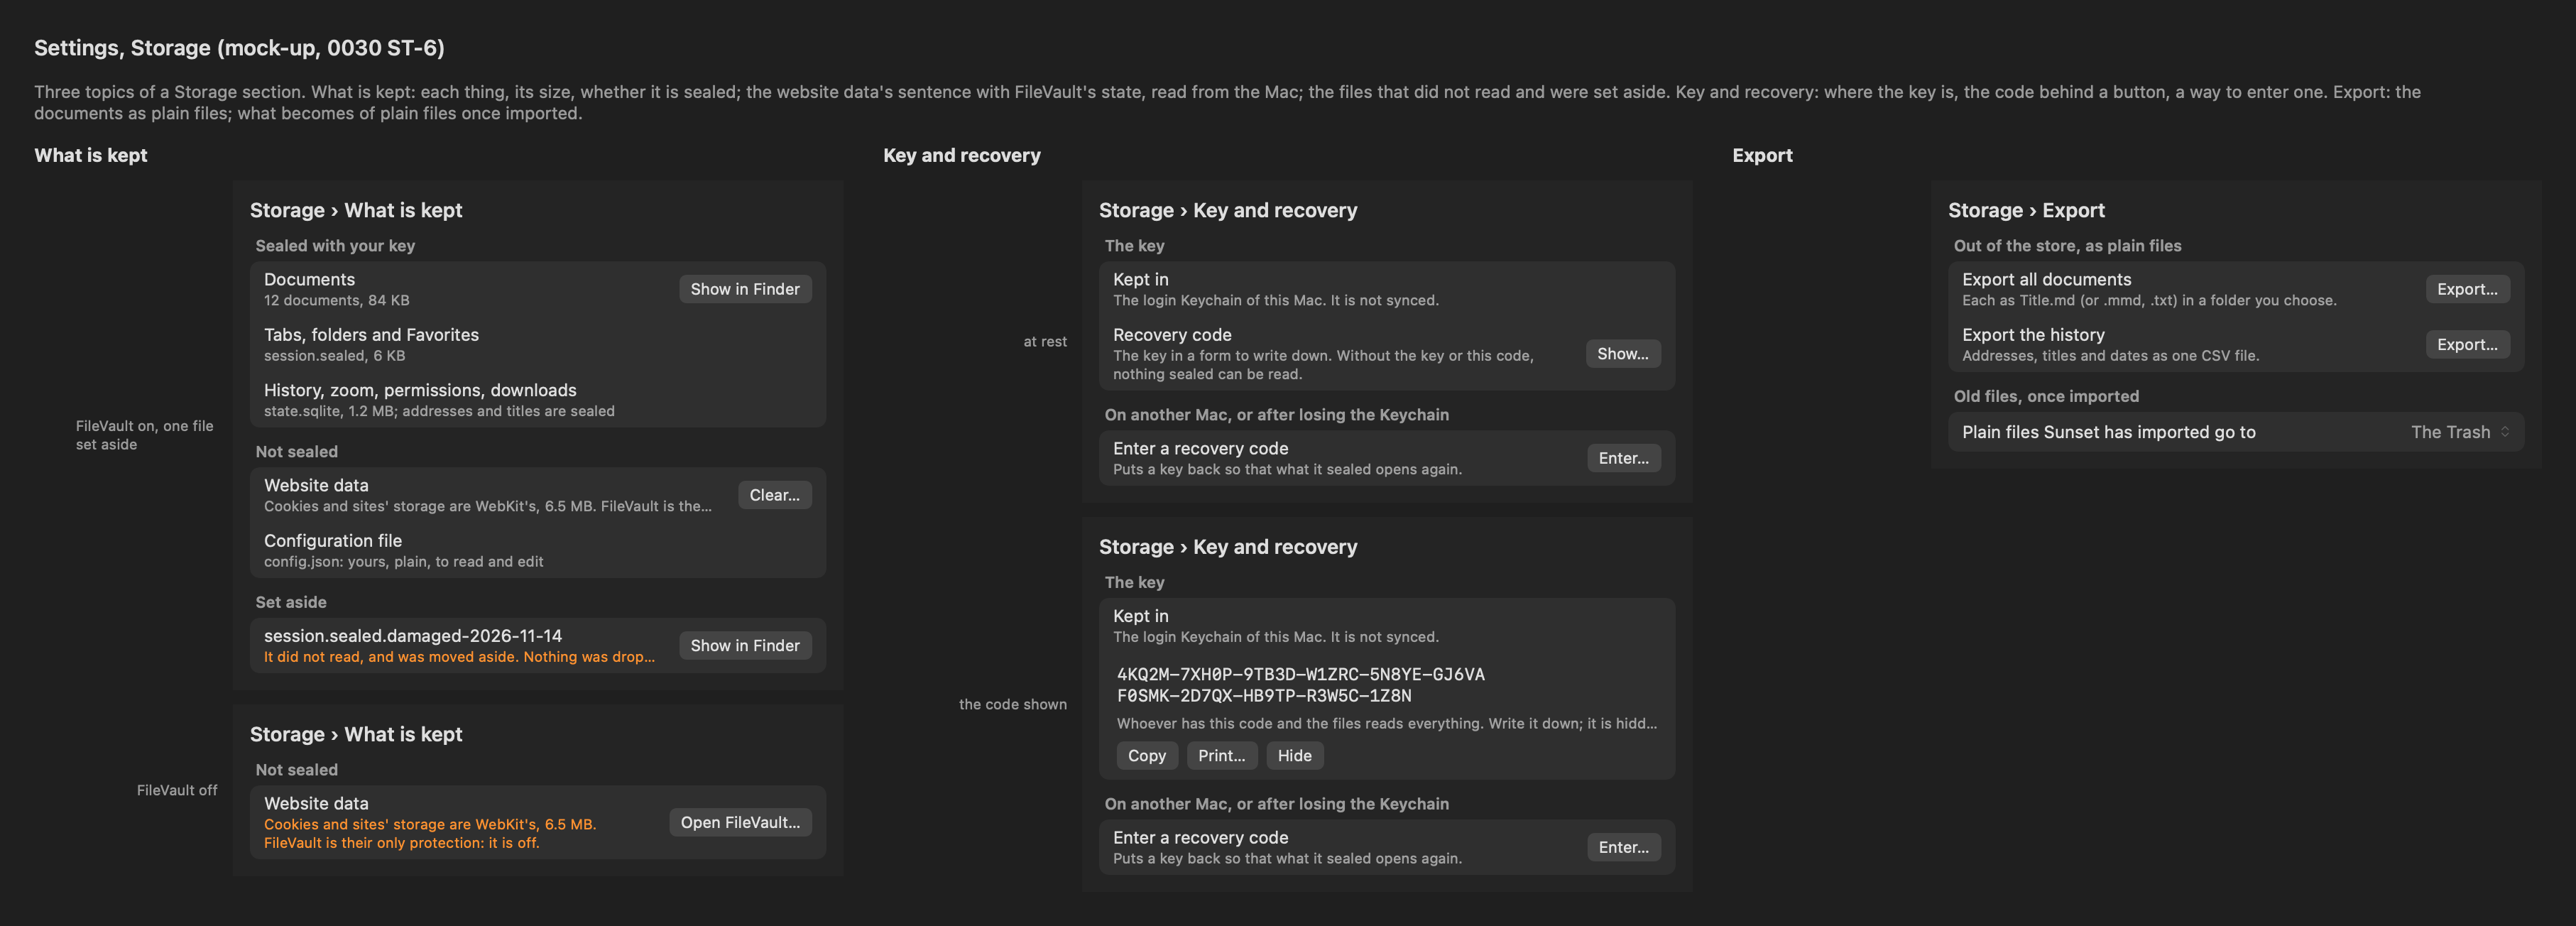 Settings, Storage (mock-up, 0030 ST-6)
Three topics of a Storage section. What is kept: each thing, its size, whether it is sealed; the website data's sentence with FileVault's state, read from the Mac; the files that did not read and were set aside. Key and recovery: where the key is, the code behind a button, a way to enter one. Export: the
documents as plain files; what becomes of plain files once imported.
What is kept
FileVault on, one file
set aside
Storage › What is kept
Sealed with your key
Documents
12 documents, 84 KB
Show in Finder
Tabs, folders and Favorites
session.sealed, 6 KB
History, zoom, permissions, downloads
state.sqlite, 1.2 MB; addresses and titles are sealed
Not sealed
Website data
Cookies and sites' storage are WebKit's, 6.5 MB. FileVault is the...
Clear...
Configuration file
config.json: yours, plain, to read and edit
Set aside
session.sealed.damaged-2026-11-14
It did not read, and was moved aside. Nothing was drop...
Show in Finder
FileVault off
Storage › What is kept
Not sealed
Website data
Cookies and sites' storage are WebKit's, 6.5 MB.
FileVault is their only protection: it is off.
Open FileVault...
Key and recovery
at rest
Storage › Key and recovery
The key
Kept in
The login Keychain of this Mac. It is not synced.
Recovery code
The key in a form to write down. Without the key or this code,
nothing sealed can be read.
Show...
On another Mac, or after losing the Keychain
Enter a recovery code
Puts a key back so that what it sealed opens again.
Enter...
the code shown
Storage › Key and recovery
The key
Kept in
The login Keychain of this Mac. It is not synced.
4KQ2M–7XH0P–9TB3D–W1ZRC–5N8YE–GJ6VA
F0SMK–2D7QX–HB9TP–R3W5C–1Z8N
Whoever has this code and the files reads everything. Write it down; it is hidd...
Copy
Print...
Hide
On another Mac, or after losing the Keychain
Enter a recovery code
Puts a key back so that what it sealed opens again.
Enter...
Export
Storage › Export
Out of the store, as plain files
Export all documents
Each as Title.md (or .mmd, .txt) in a folder you choose.
Export...
Export the history
Addresses, titles and dates as one CSV file.
Export...
Old files, once imported
Plain files Sunset has imported go to
The Trash